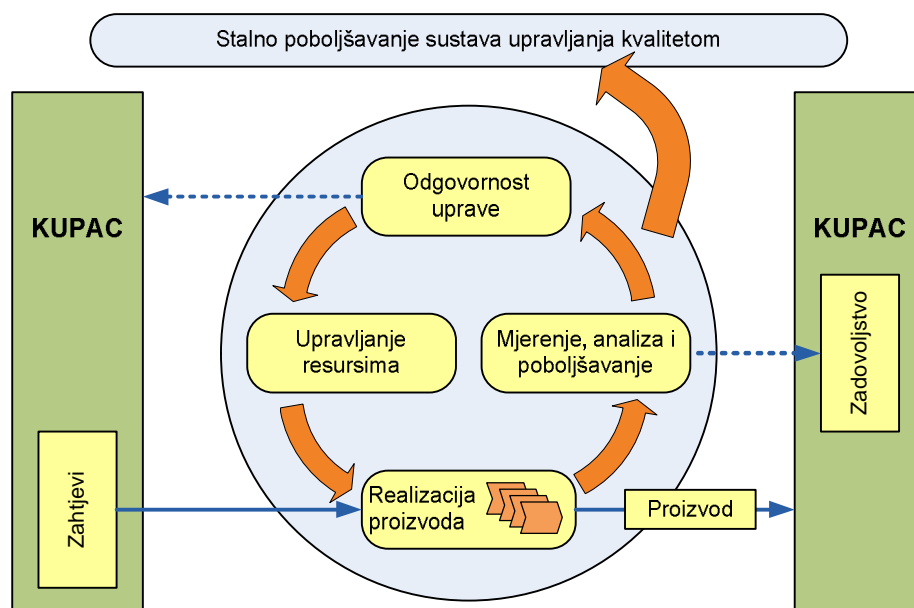 Stalno poboljšavanje sustava upravljanja kvalitetom
KUPAC
Zahtjevi
Odgovornost
uprave
Upravljanje
resursima
Mjerenje, analiza i
poboljšavanje
Realizacija
proizvoda
Proizvod
KUPAC
Zadovoljstvo